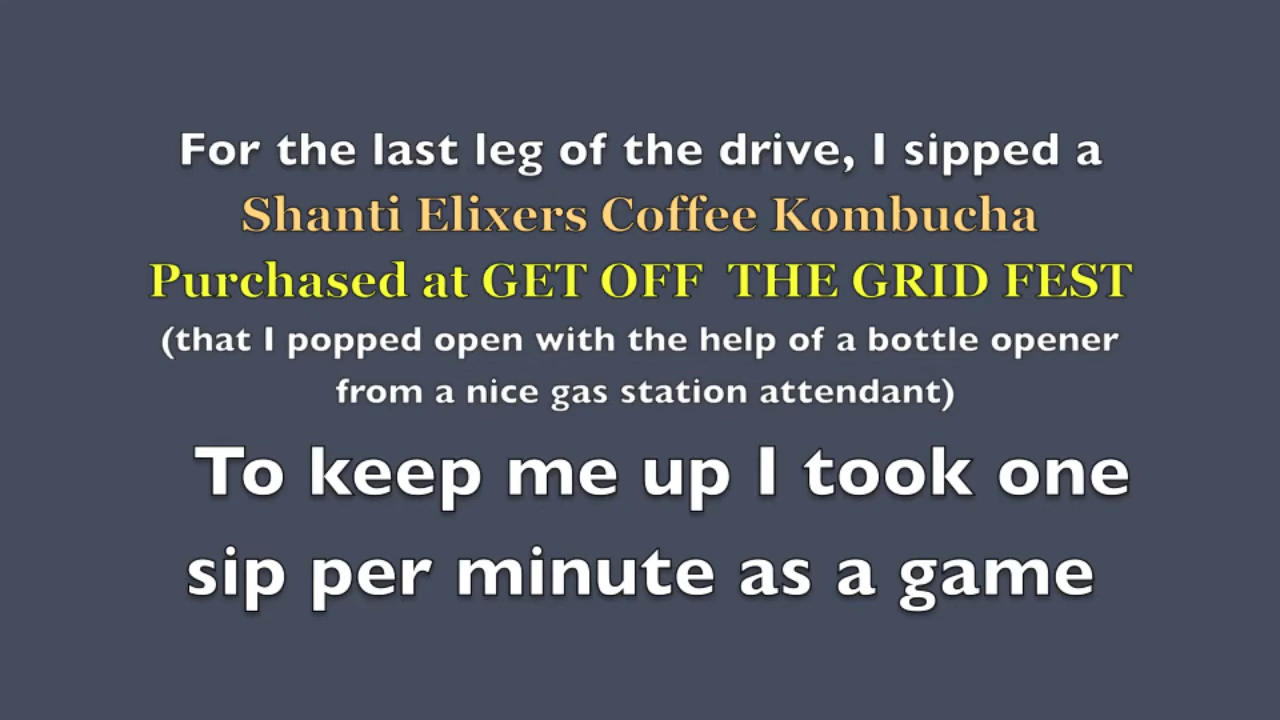 For the last leg of the drive, I sipped a
Shanti Elixers Coffee Kombucha
Purchased at GET OFF THE GRID FEST
(that I popped open with the help of a bottle opener
from a nice gas station attendant)
To keep me up I took one
sip per minute as a game